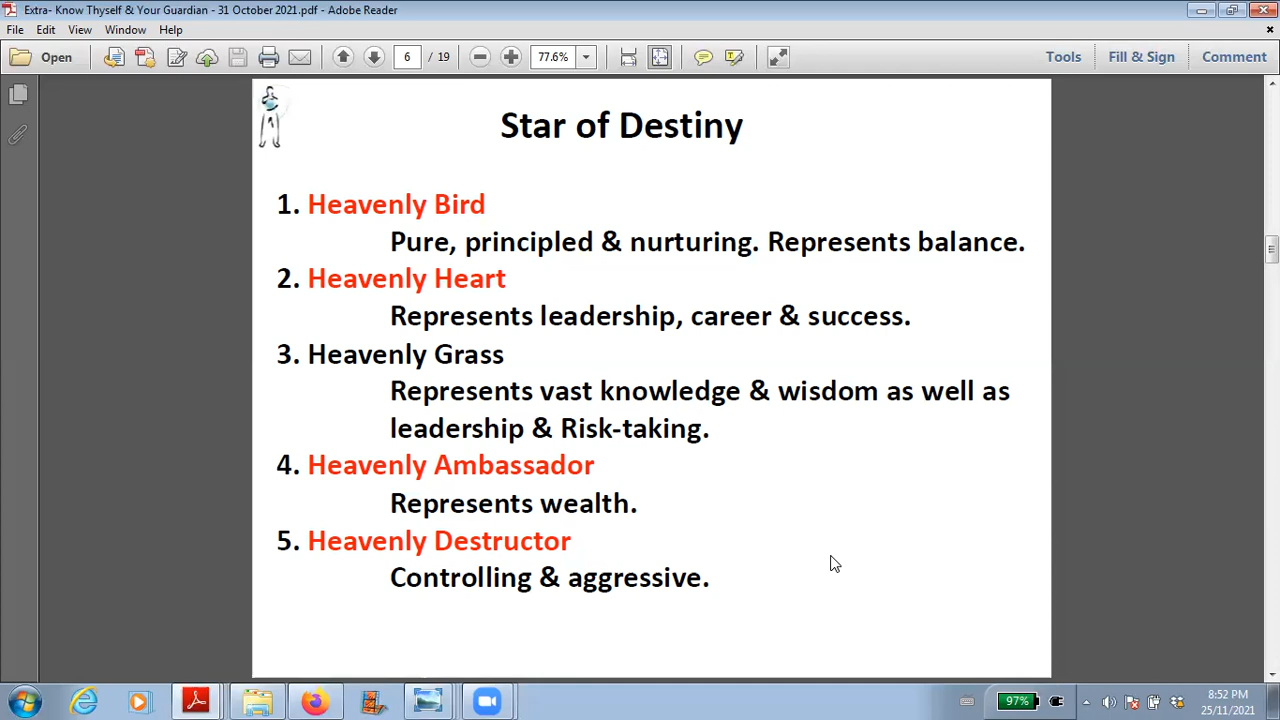 Extra- Know Thyself & Your Guardian - 31 October 2021.pdf - Adobe Reader
File Edit View Window Help
Open 6 / 19 77.6% Tools Fill & Sign Comment
Star of Destiny
1. Heavenly Bird
Pure, principled & nurturing. Represents balance.
2. Heavenly Heart
Represents leadership, career & success.
3. Heavenly Grass
Represents vast knowledge & wisdom as well as
leadership & Risk-taking.
4. Heavenly Ambassador
Represents wealth.
5. Heavenly Destructor
Controlling & aggressive.
97% 8:52 PM
25/11/2021